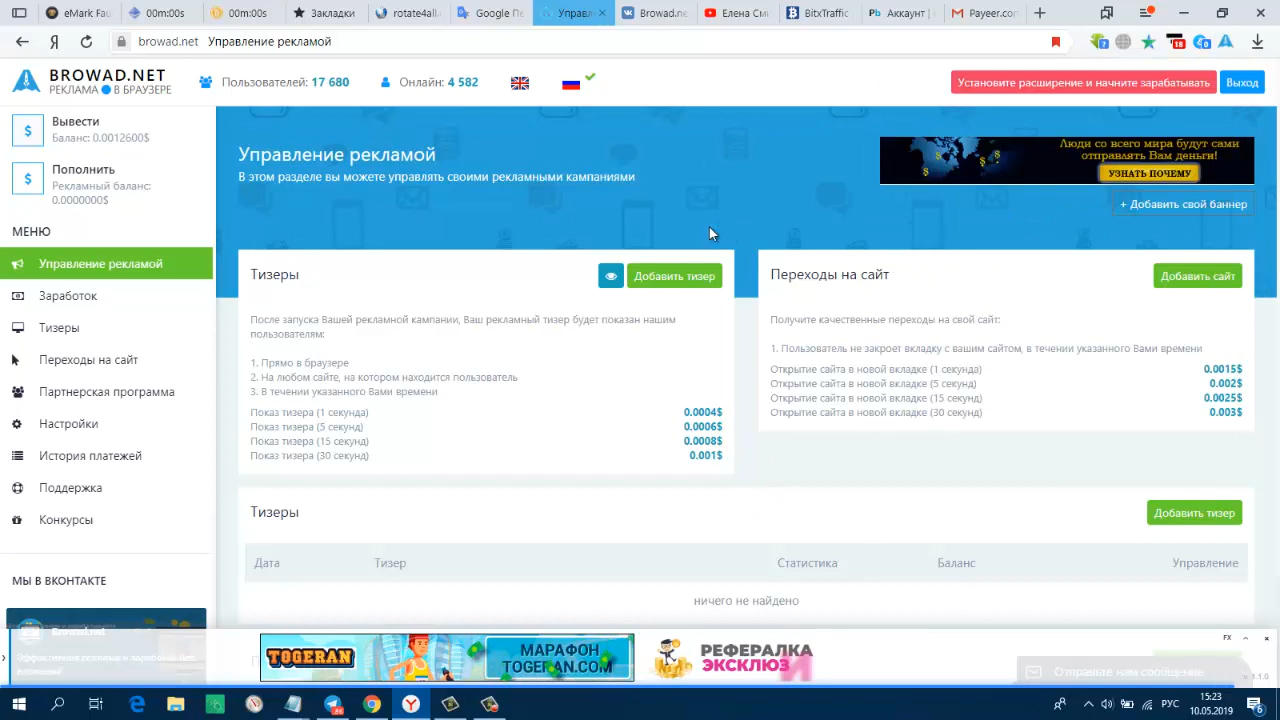 eMark Fau
00m:00s
00m:00s
Закладки
rotate4all
Google Пе
Управл
Browad.ne
Елена Сми
BitxTraffic
Аккаунт |
Payeer.com
browad.net Управление рекламой
BROWAD.NET
РЕКЛАМА В БРАУЗЕРЕ
Пользователей: 17 680
Онлайн: 4 582
Установите расширение и начните зарабатывать
Выход
Вывести
Баланс: 0.0012600$
Пополнить
Рекламный баланс:
0.0000000$
МЕНЮ
Управление рекламой
Заработок
Тизеры
Переходы на сайт
Партнерская программа
Настройки
История платежей
Поддержка
Конкурсы
МЫ В ВКОНТАКТЕ
Browad.net
Управление рекламой
В этом разделе вы можете управлять своими рекламными кампаниями
Люди со всего мира будут сами
отправлять Вам деньги!
УЗНАТЬ ПОЧЕМУ
+ Добавить свой баннер
Тизеры
Добавить тизер
После запуска Вашей рекламной кампании, Ваш рекламный тизер будет показан нашим
пользователям:
1. Прямо в браузере
2. На любом сайте, на котором находится пользователь
3. В течении указанного Вами времени
Показ тизера (1 секунда) 0.0004$
Показ тизера (5 секунд) 0.0006$
Показ тизера (15 секунд) 0.0008$
Показ тизера (30 секунд) 0.001$
Переходы на сайт
Добавить сайт
Получите качественные переходы на свой сайт:
1. Пользователь не закроет вкладку с вашим сайтом, в течении указанного Вами времени
Открытие сайта в новой вкладке (1 секунда) 0.0015$
Открытие сайта в новой вкладке (5 секунд) 0.002$
Открытие сайта в новой вкладке (15 секунд) 0.0025$
Открытие сайта в новой вкладке (30 секунд) 0.003$
Тизеры
Добавить тизер
Дата Тизер Статистика Баланс Управление
ничего не найдено
TOGERAN
МАРАФОН
TOGERAN.COM
РЕФЕРАЛКА
ЭКСКЛЮЗ
FX
Отправьте нам сообщение
1.1.0
РУС
15:23
10.05.2019